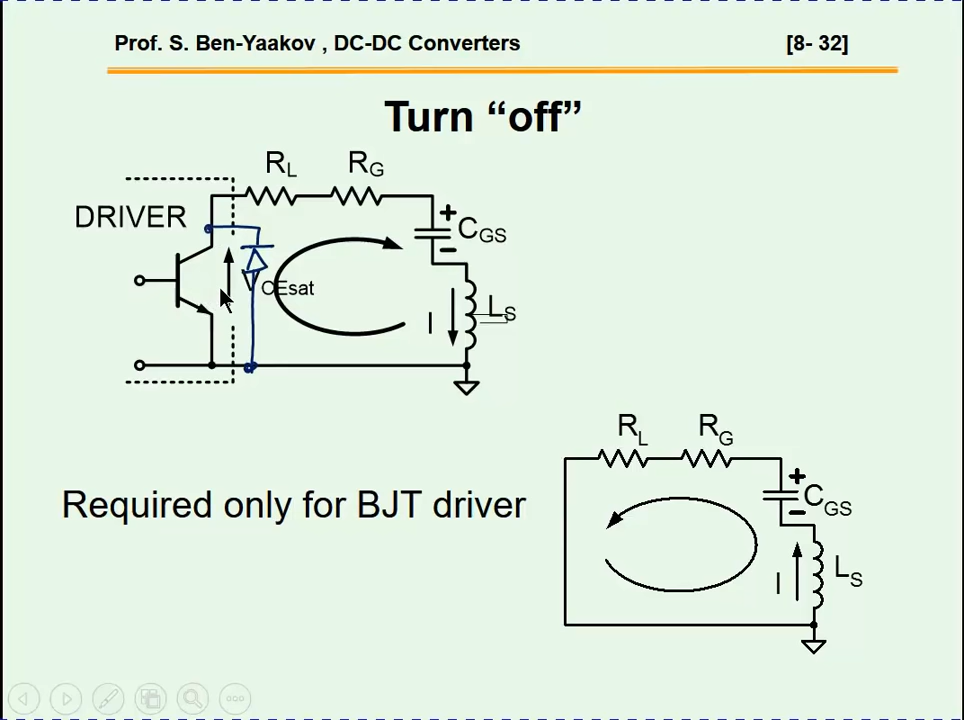 Prof. S. Ben-Yaakov , DC-DC Converters [8- 32]
Turn “off”
RL RG
DRIVER
+
CGS
-
CEsat
I LS
RL RG
+
CGS
-
I LS
Required only for BJT driver